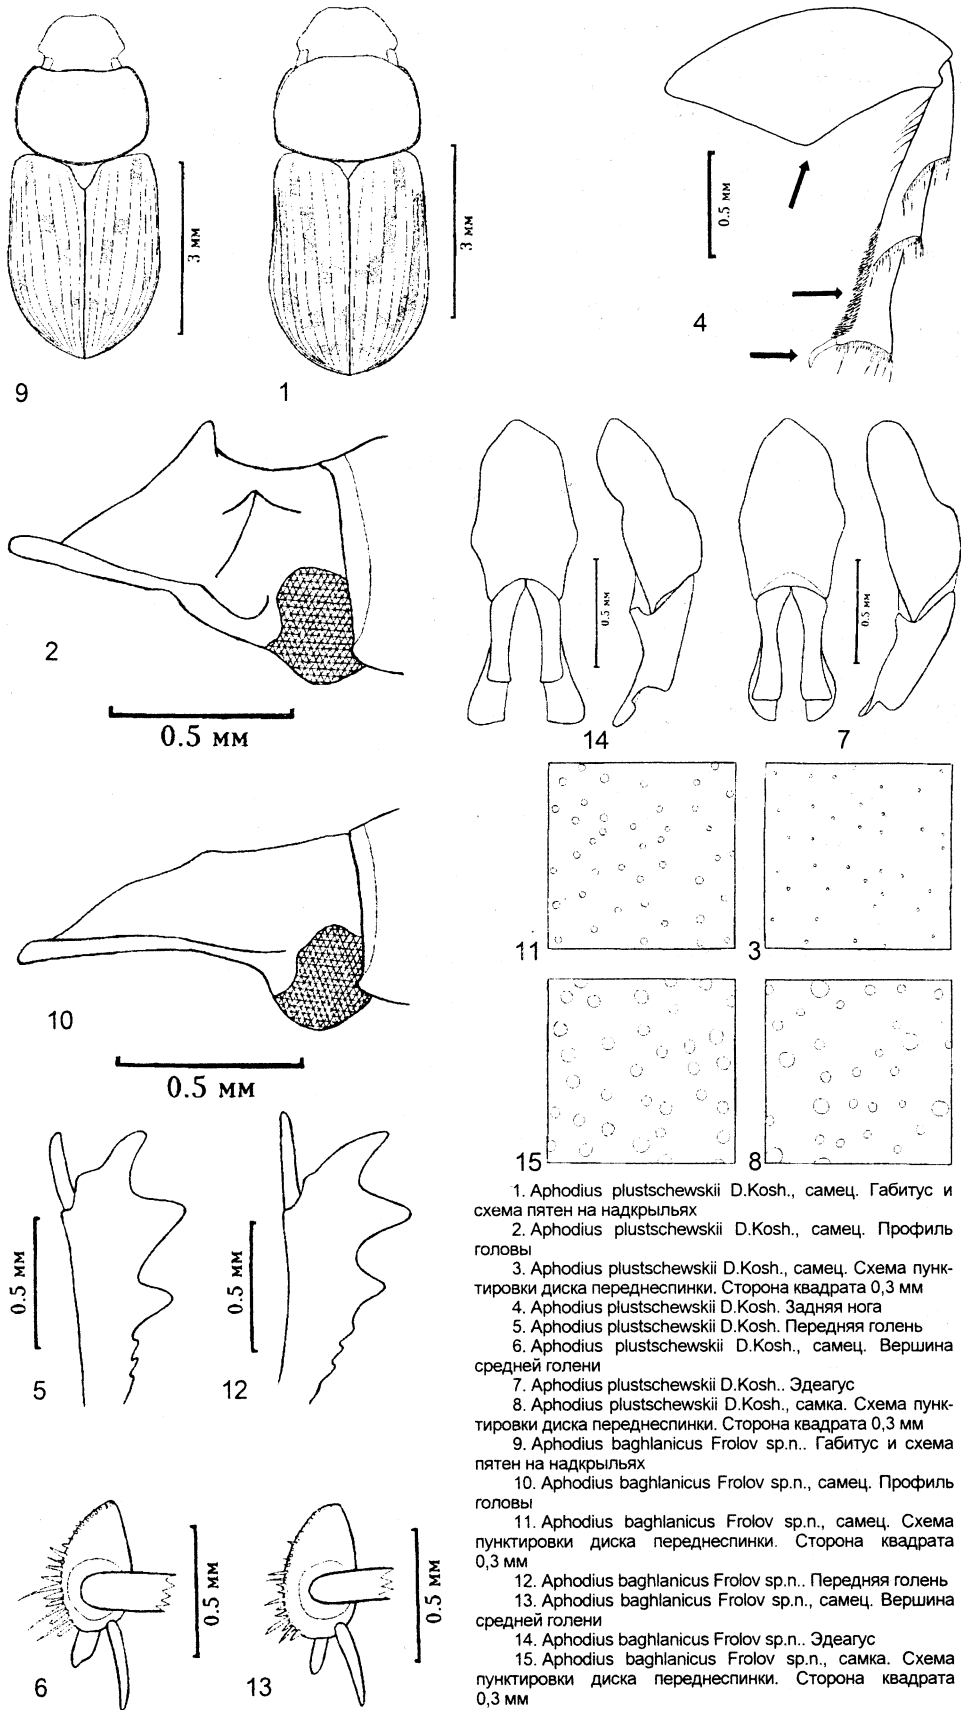 3 мм
3 мм
0.5 мм
4
9
1
2
0.5 мм
0.5 мм
0.5 мм
14
7
10
0.5 мм
11
3
15
8
0.5 мм
0.5 мм
5
12
0.5 мм
0.5 мм
6
13
1. Aphodius plustschewskii D.Kosh., самец. Габитус и
схема пятен на надкрыльях
2. Aphodius plustschewskii D.Kosh., самец. Профиль
головы
3. Aphodius plustschewskii D.Kosh., самец. Схема пунк-
тировки диска переднеспинки. Сторона квадрата 0,3 мм
4. Aphodius plustschewskii D.Kosh. Задняя нога
5. Aphodius plustschewskii D.Kosh. Передняя голень
6. Aphodius plustschewskii D.Kosh., самец. Вершина
средней голени
7. Aphodius plustschewskii D.Kosh.. Эдеагус
8. Aphodius plustschewskii D.Kosh., самка. Схема пунк-
тировки диска переднеспинки. Сторона квадрата 0,3 мм
9. Aphodius baghlanicus Frolov sp.n.. Габитус и схема
пятен на надкрыльях
10. Aphodius baghlanicus Frolov sp.n., самец. Профиль
головы
11. Aphodius baghlanicus Frolov sp.n., самец. Схема
пунктировки диска переднеспинки. Сторона квадрата
0,3 мм
12. Aphodius baghlanicus Frolov sp.n.. Передняя голень
13. Aphodius baghlanicus Frolov sp.n., самец. Вершина
средней голени
14. Aphodius baghlanicus Frolov sp.n.. Эдеагус
15. Aphodius baghlanicus Frolov sp.n., самка. Схема
пунктировки диска переднеспинки. Сторона квадрата
0,3 мм